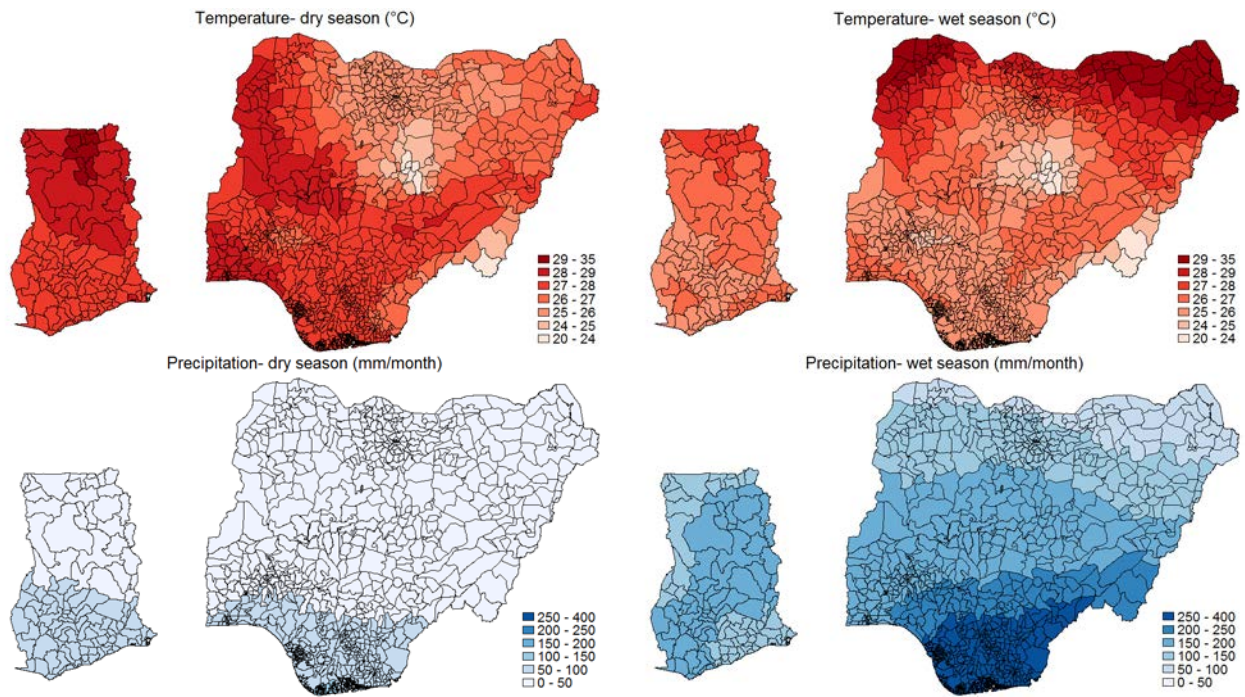 Temperature- dry season (°C)
29 - 35
28 - 29
27 - 28
26 - 27
25 - 26
24 - 25
20 - 24
Temperature- wet season (°C)
29 - 35
28 - 29
27 - 28
26 - 27
25 - 26
24 - 25
20 - 24
Precipitation- dry season (mm/month)
250 - 400
200 - 250
150 - 200
100 - 150
50 - 100
0 - 50
Precipitation- wet season (mm/month)
250 - 400
200 - 250
150 - 200
100 - 150
50 - 100
0 - 50